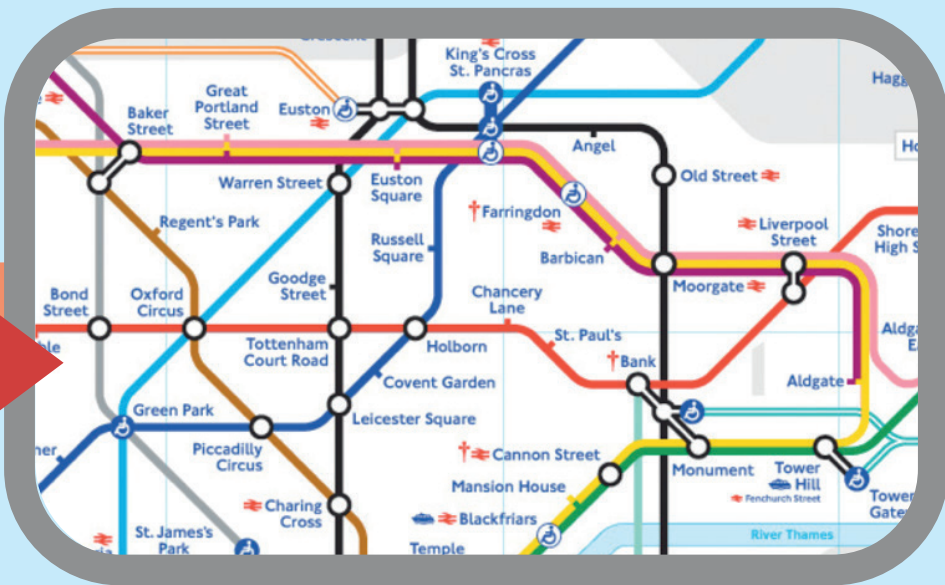 King's Cross
St. Pancras
Great
Portland
Street
Euston
Baker
Street
Angel
Warren Street
Euston
Square
Old Street
†Farringdon
Liverpool
Street
Regent's Park
Russell
Square
Barbican
Goodge
Street
Moorgate
Bond
Street
Oxford
Circus
Chancery
Lane
St. Paul's
Tottenham
Court Road
Holborn
†Bank
Covent Garden
Aldgate
Green Park
Leicester Square
Piccadilly
Circus
†Cannon Street
Monument
Tower
Hill
Fenchurch Street
Mansion House
Charing
Cross
Blackfriars
St. James's
Park
Temple
River Thames
Tower